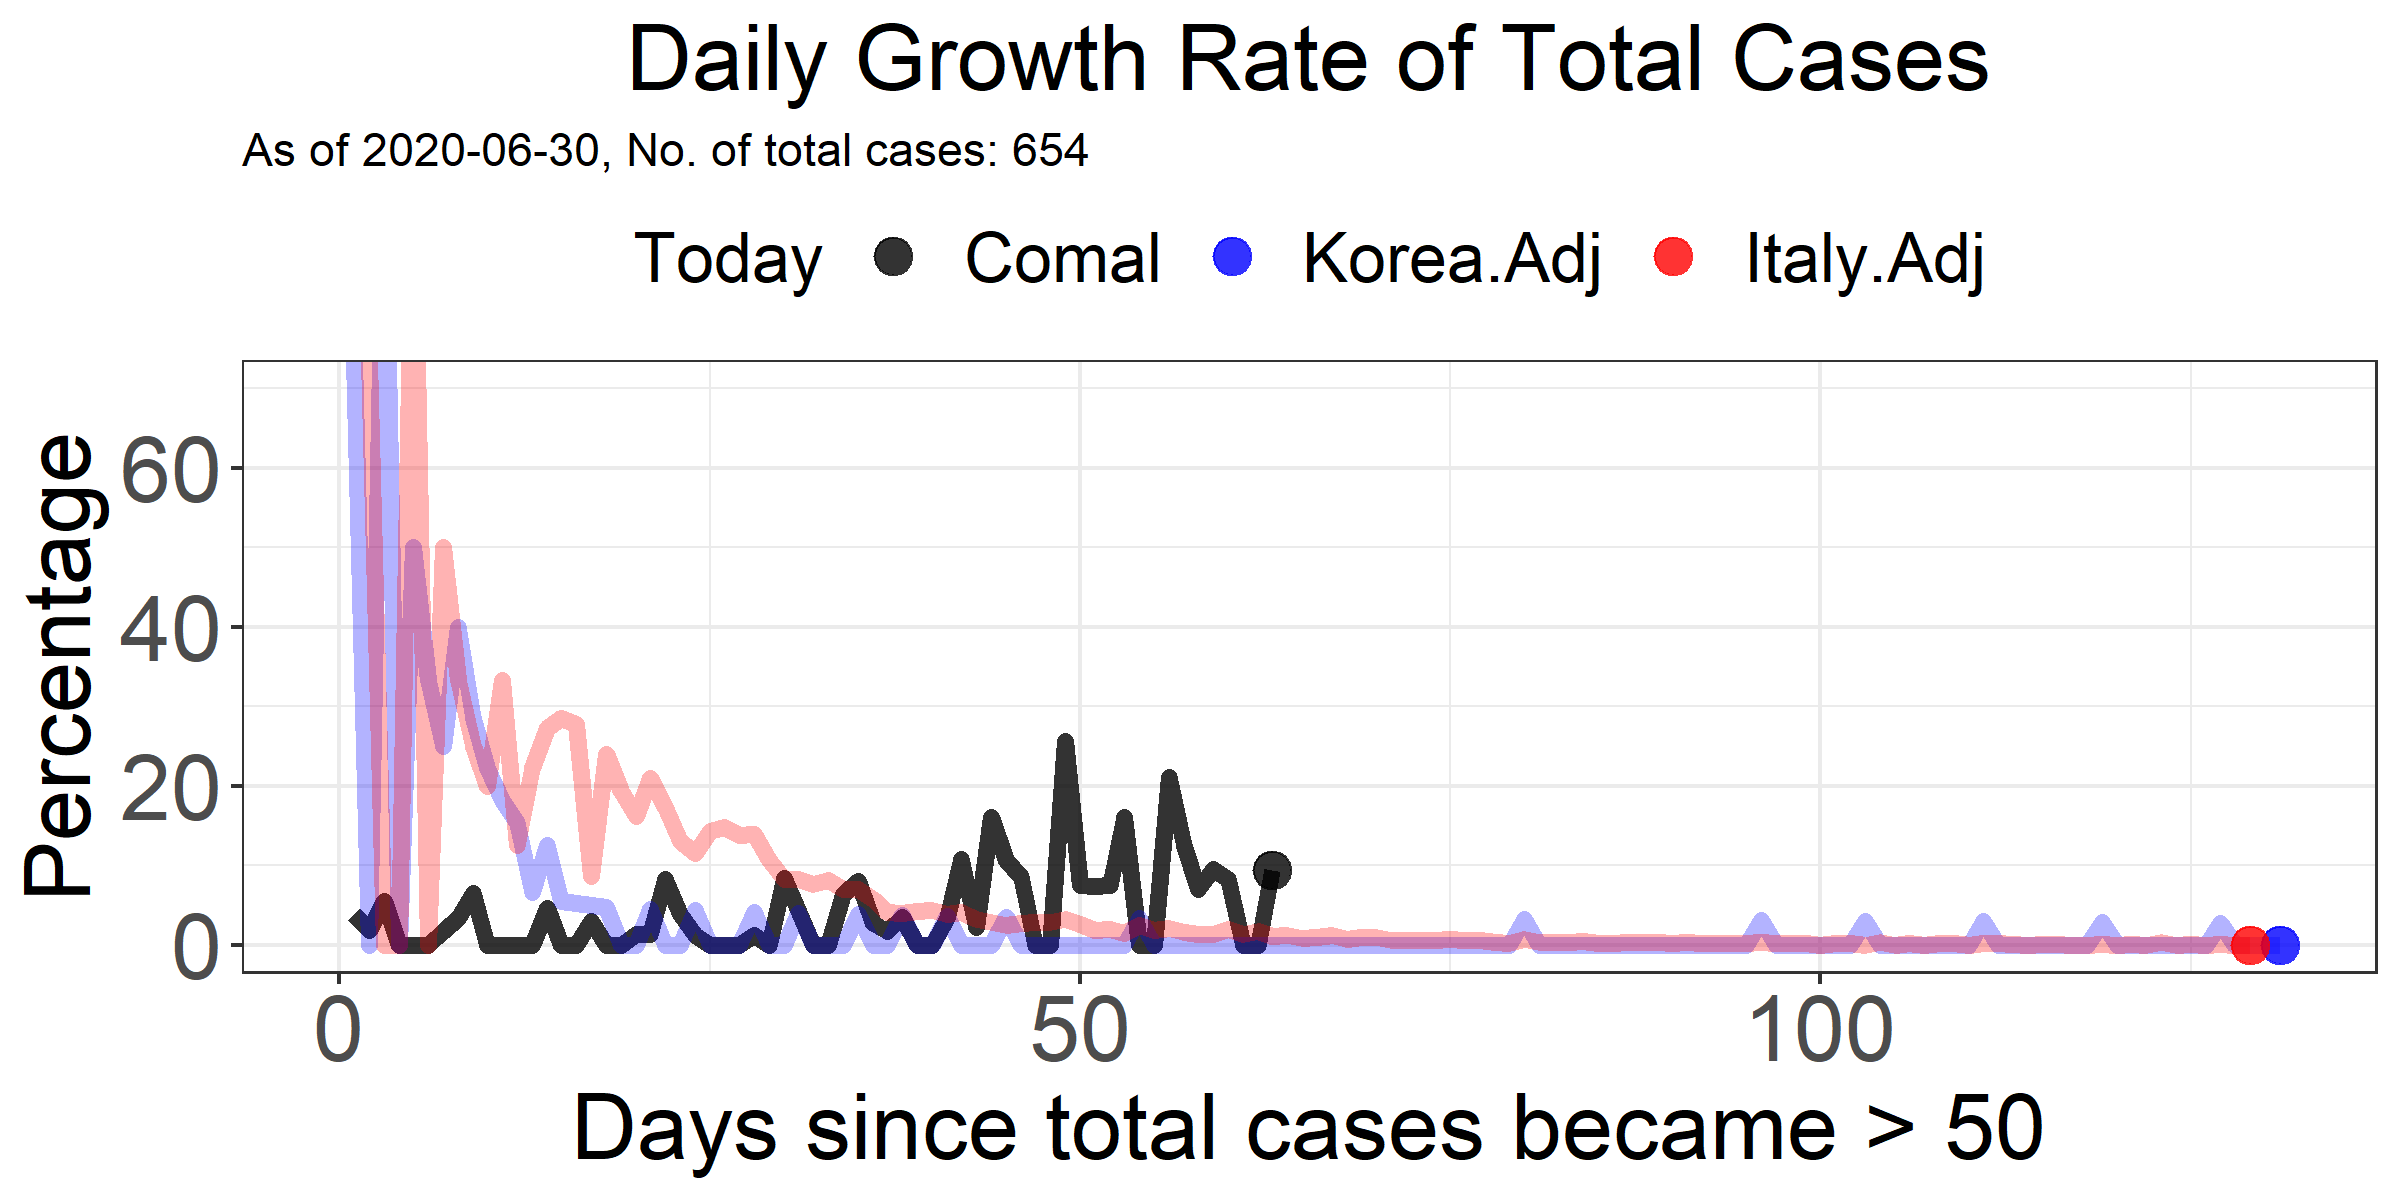 Daily Growth Rate of Total Cases
As of 2020-06-30, No. of total cases: 654
Today Comal Korea.Adj Italy.Adj
Percentage
60
40
20
0
0 50 100
Days since total cases became > 50